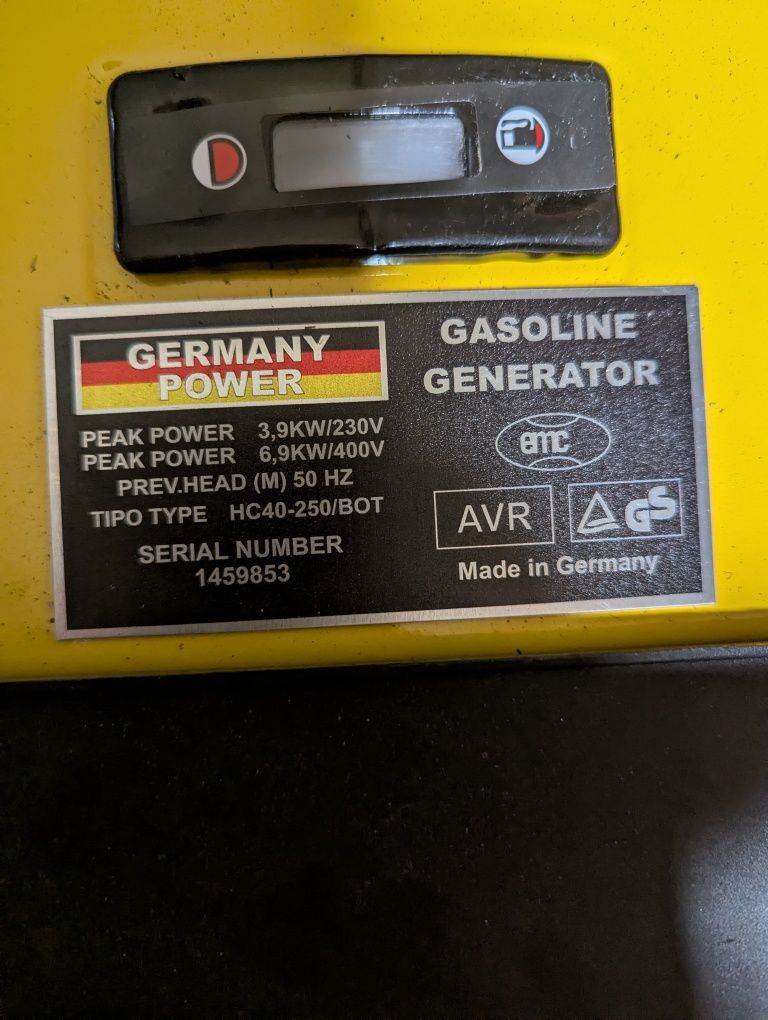 GERMANY
POWER
PEAK POWER 3,9KW/230V
PEAK POWER 6,9KW/400V
PREV.HEAD (M) 50 HZ
TIPO TYPE HC40-250/BOT
SERIAL NUMBER
1459853
GASOLINE
GENERATOR
emc
AVR
GS
Made in Germany